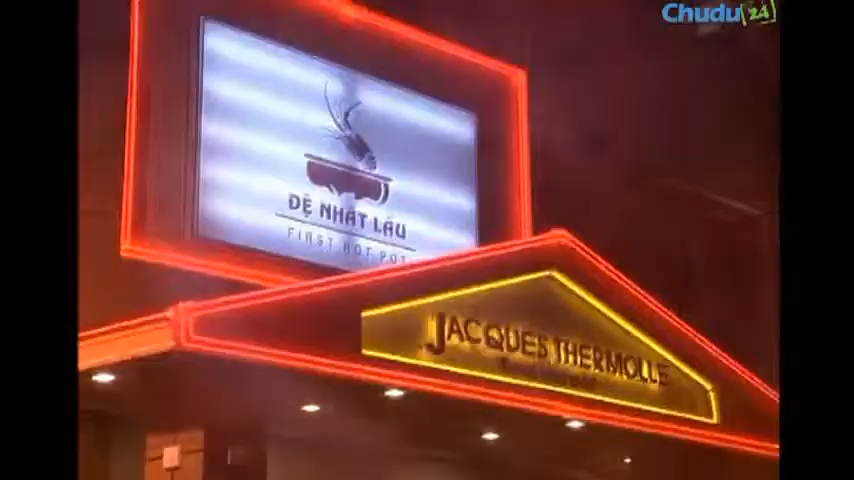 Chudu24
ĐỆ NHẤT LẨU
FIRST HOT POT
JACQUES THERMOLLE